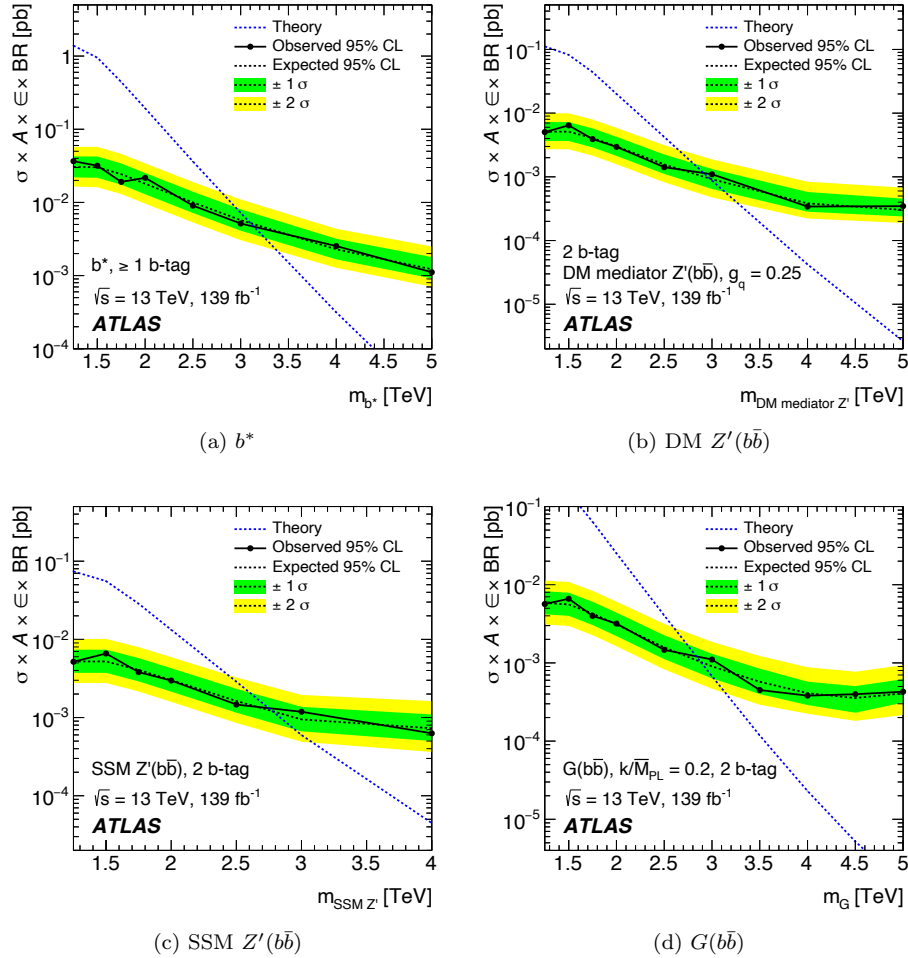 σ × A × ∈ × BR [pb]
Theory
Observed 95% CL
Expected 95% CL
± 1 σ
± 2 σ
1
10⁻¹
10⁻²
10⁻³
10⁻⁴
b*, ≥ 1 b-tag
√s = 13 TeV, 139 fb⁻¹
ATLAS
1.5 2 2.5 3 3.5 4 4.5 5
m_b* [TeV]
(a) b*
σ × A × ∈ × BR [pb]
Theory
Observed 95% CL
Expected 95% CL
± 1 σ
± 2 σ
10⁻¹
10⁻²
10⁻³
10⁻⁴
10⁻⁵
2 b-tag
DM mediator Z'(bb̄), g_q = 0.25
√s = 13 TeV, 139 fb⁻¹
ATLAS
1.5 2 2.5 3 3.5 4 4.5 5
m_DM mediator Z' [TeV]
(b) DM Z′(bb̄)
σ × A × ∈ × BR [pb]
Theory
Observed 95% CL
Expected 95% CL
± 1 σ
± 2 σ
1
10⁻¹
10⁻²
10⁻³
10⁻⁴
SSM Z'(bb̄), 2 b-tag
√s = 13 TeV, 139 fb⁻¹
ATLAS
1.5 2 2.5 3 3.5 4
m_SSM Z' [TeV]
(c) SSM Z′(bb̄)
σ × A × ∈ × BR [pb]
Theory
Observed 95% CL
Expected 95% CL
± 1 σ
± 2 σ
10⁻¹
10⁻²
10⁻³
10⁻⁴
10⁻⁵
G(bb̄), k/M̄_PL = 0.2, 2 b-tag
√s = 13 TeV, 139 fb⁻¹
ATLAS
1.5 2 2.5 3 3.5 4 4.5 5
m_G [TeV]
(d) G(bb̄)